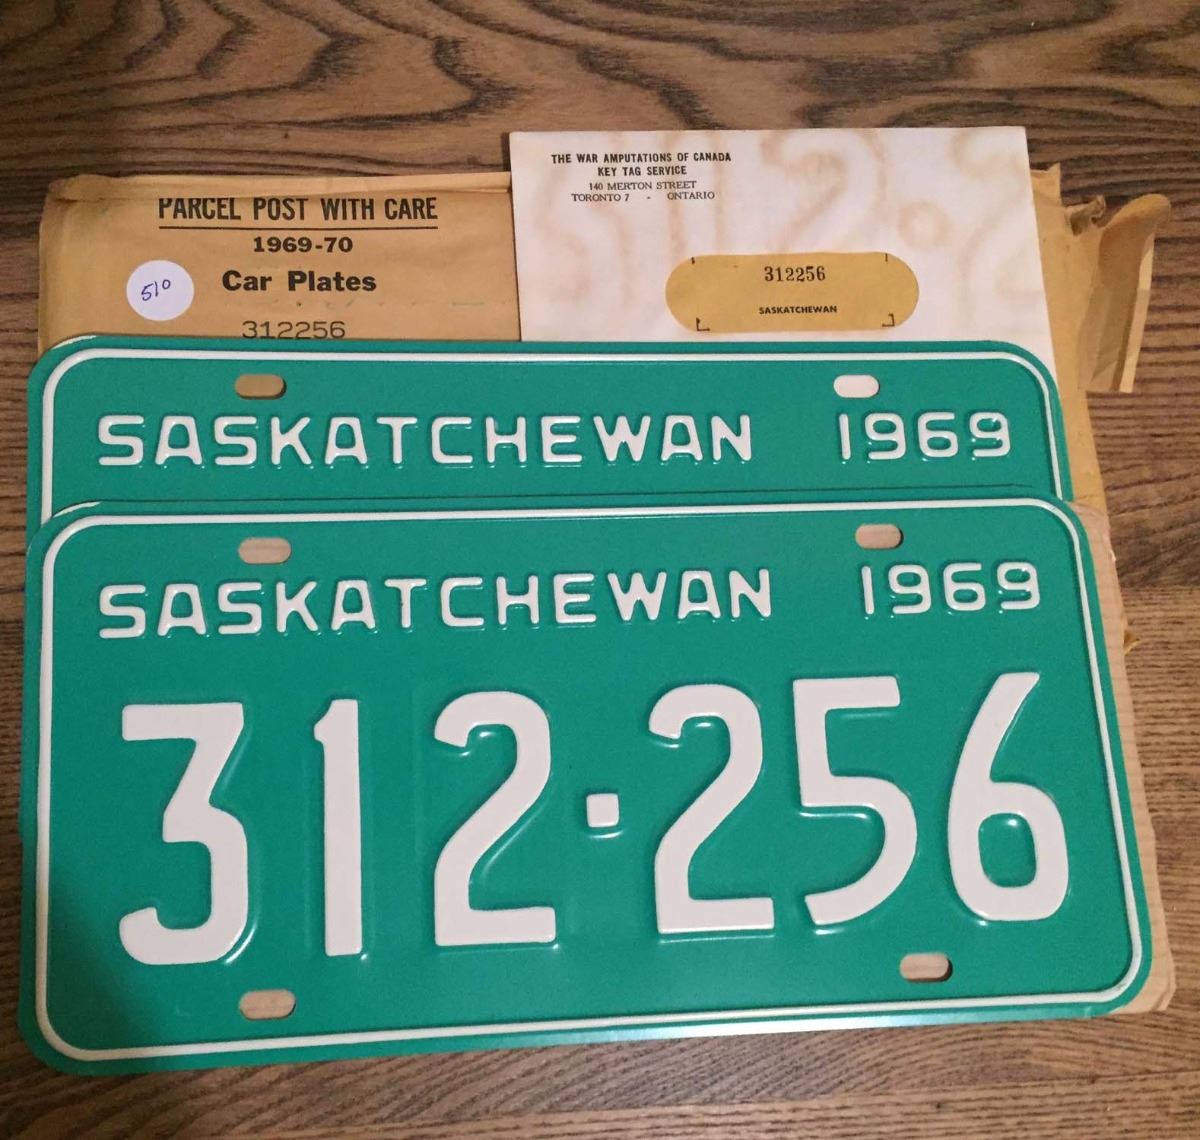 PARCEL POST WITH CARE
1969-70
Car Plates
510
312256
THE WAR AMPUTATIONS OF CANADA
KEY TAG SERVICE
140 MERTON STREET
TORONTO 7 - ONTARIO
312256
SASKATCHEWAN
SASKATCHEWAN 1969
SASKATCHEWAN 1969
312·256